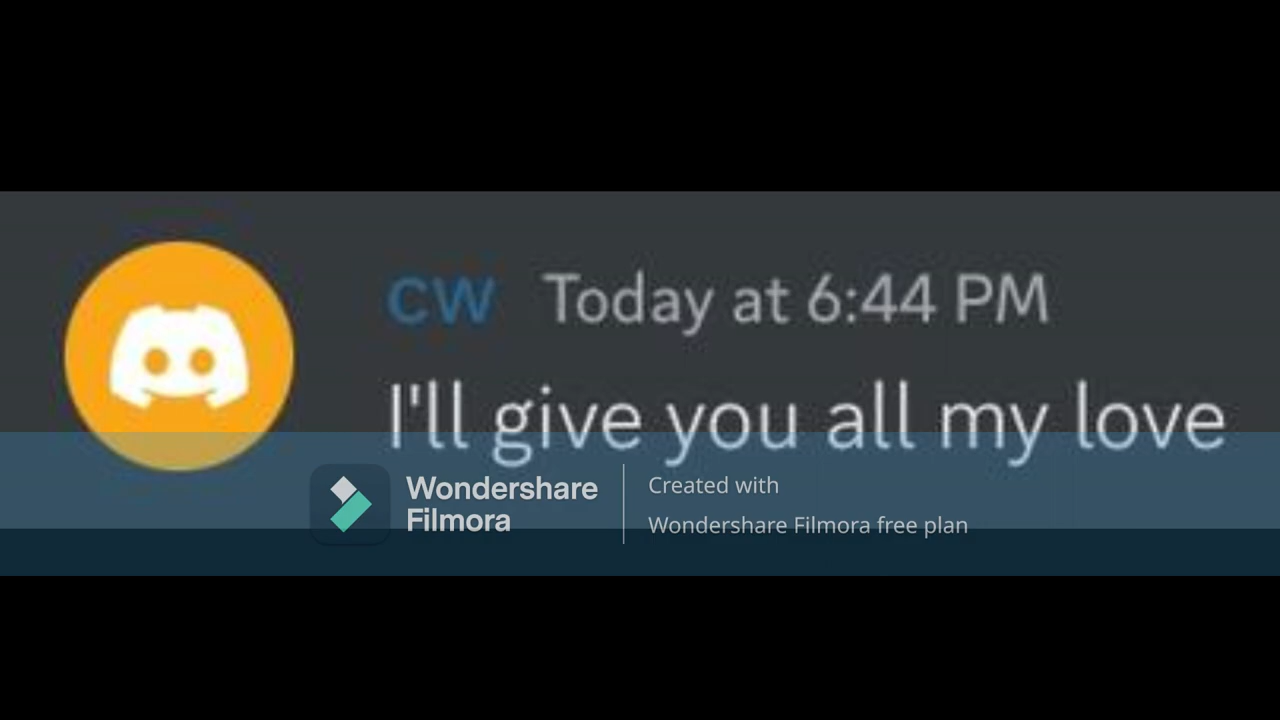 CW Today at 6:44 PM
I'll give you all my love
Wondershare
Filmora
Created with
Wondershare Filmora free plan